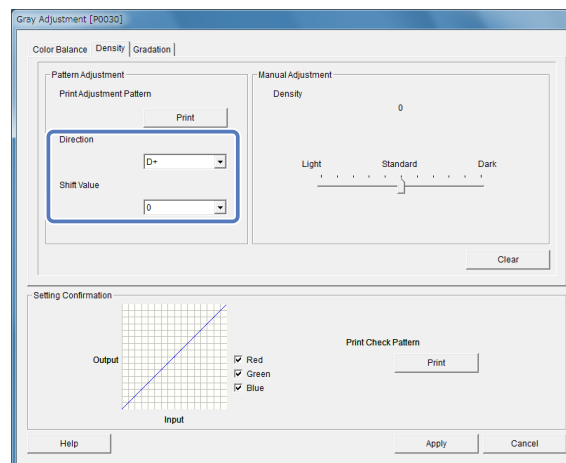 Gray Adjustment [P0030]
Color Balance Density Gradation
Pattern Adjustment
Print Adjustment Pattern
Print
Direction
D+
Shift Value
0
Manual Adjustment
Density
0
Light Standard Dark
Clear
Setting Confirmation
Output
Input
Red
Green
Blue
Print Check Pattern
Print
Help Apply Cancel